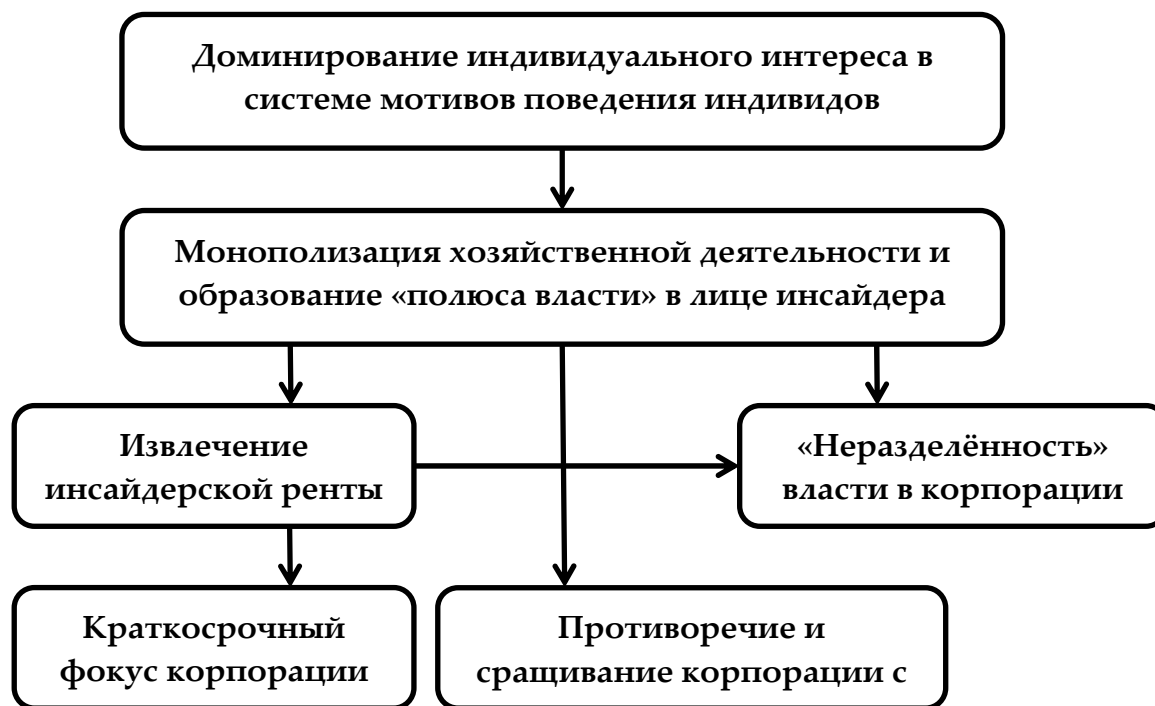 Доминирование индивидуального интереса в
системе мотивов поведения индивидов
Монополизация хозяйственной деятельности и
образование «полюса власти» в лице инсайдера
Извлечение
инсайдерской ренты
«Неразделённость»
власти в корпорации
Краткосрочный
фокус корпорации
Противоречие и
сращивание корпорации с